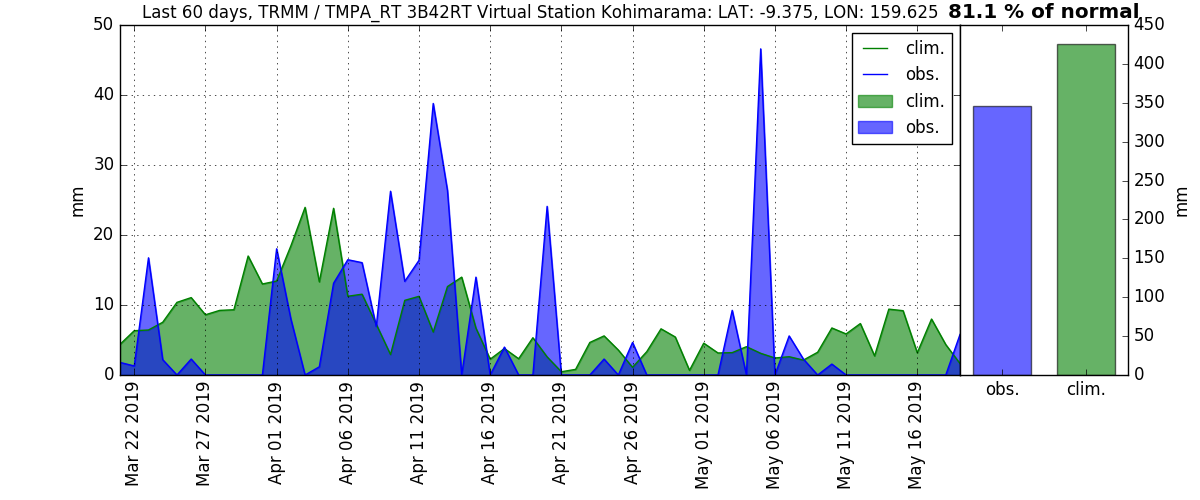 Last 60 days, TRMM / TMPA_RT 3B42RT Virtual Station Kohimarama: LAT: -9.375, LON: 159.625 81.1 % of normal
50
40
30
20
10
0
mm
clim.
obs.
clim.
obs.
Mar 22 2019
Mar 27 2019
Apr 01 2019
Apr 06 2019
Apr 11 2019
Apr 16 2019
Apr 21 2019
Apr 26 2019
May 01 2019
May 06 2019
May 11 2019
May 16 2019
450
400
350
300
250
200
150
100
50
0
mm
obs.
clim.